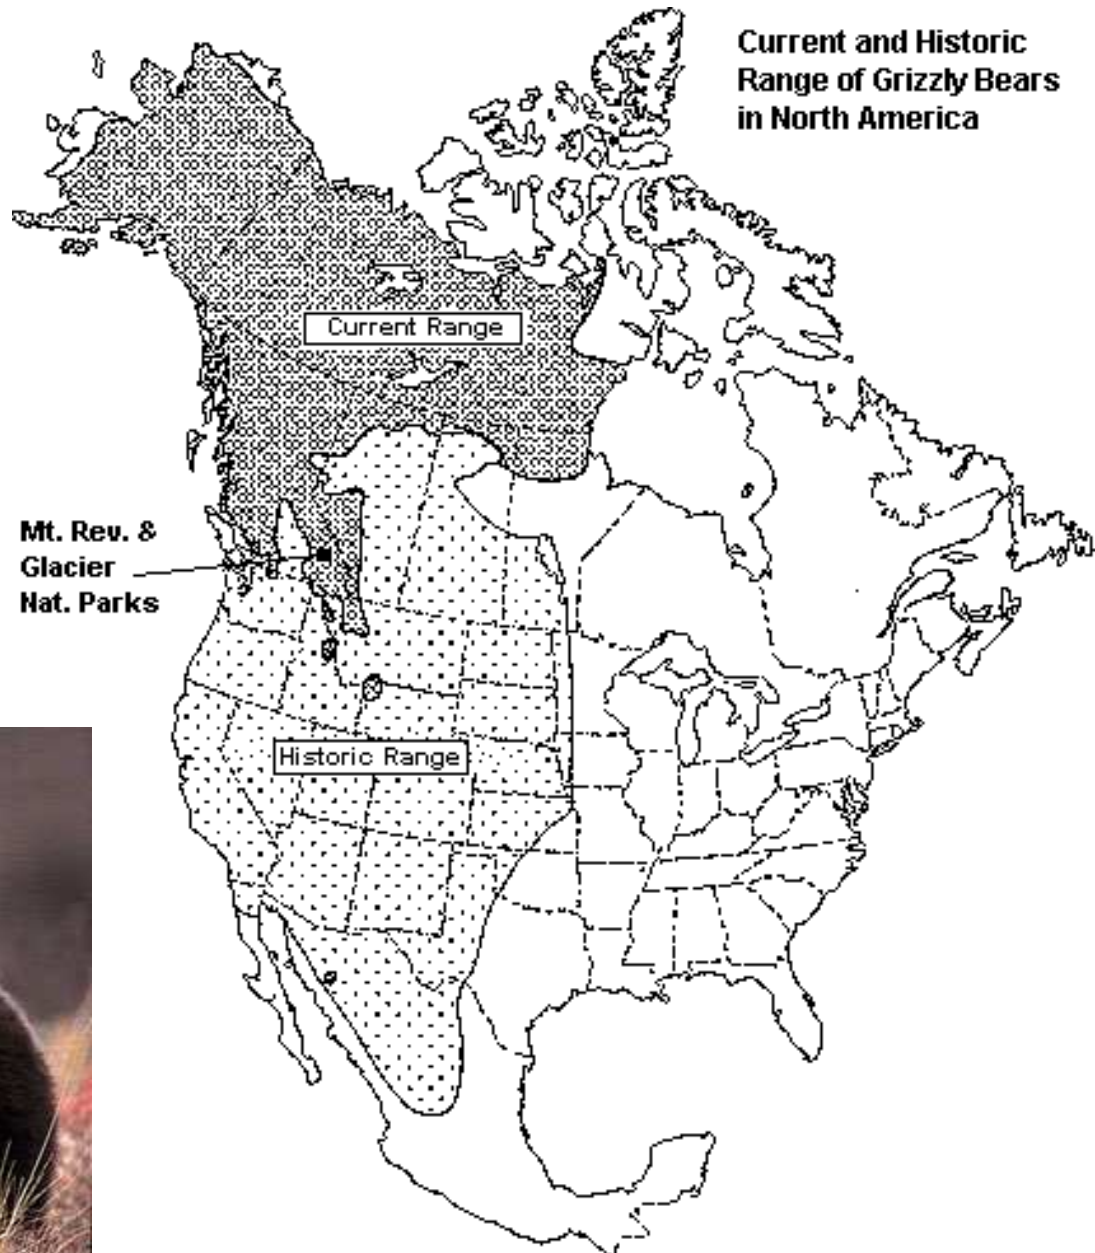 Current and Historic
Range of Grizzly Bears
in North America
Current Range
Mt. Rev. &
Glacier
Nat. Parks
Historic Range